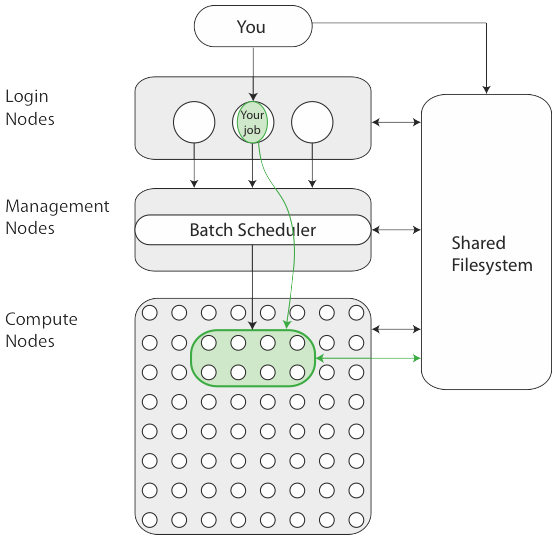 You
Login
Nodes
Your
job
Management
Nodes
Batch Scheduler
Shared
Filesystem
Compute
Nodes